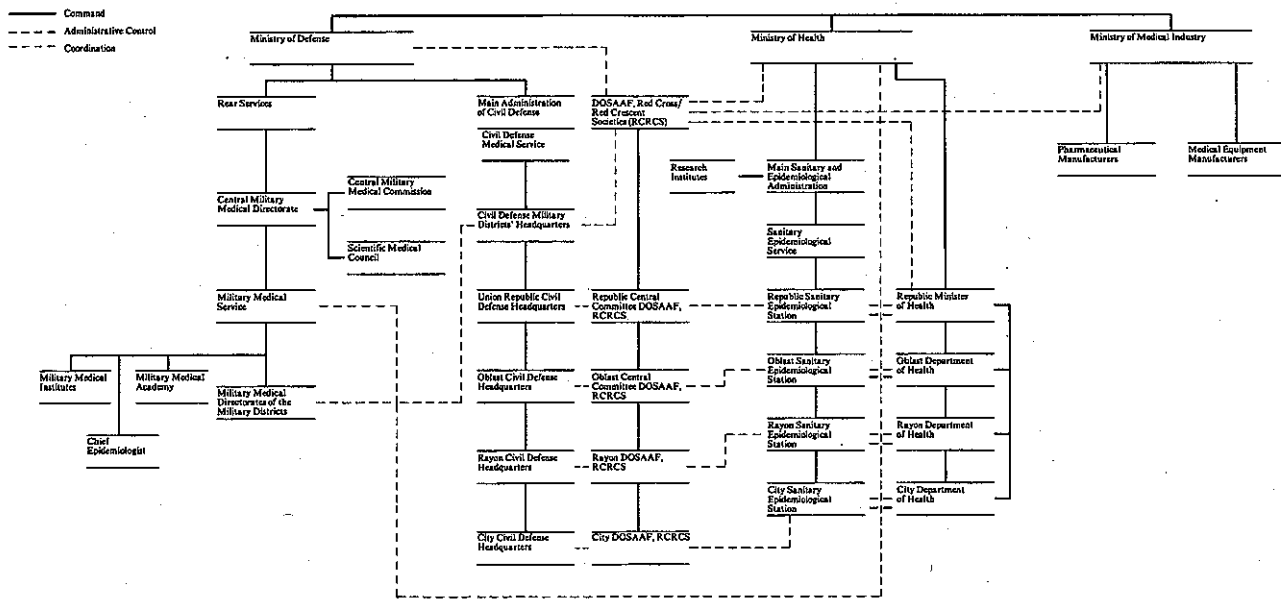 Command
Administrative Control
Coordination
Ministry of Defense
Ministry of Health
Ministry of Medical Industry
Rear Services
Main Administration
of Civil Defense
Civil Defense
Medical Service
DOSAAF, Red Cross/
Red Crescent
Societies (RCRCS)
Pharmaceutical
Manufacturers
Medical Equipment
Manufacturers
Research
Institutes
Main Sanitary and
Epidemiological
Administration
Central Military
Medical Directorate
Central Military
Medical Commission
Scientific Medical
Council
Civil Defense Military
Districts' Headquarters
Sanitary
Epidemiological
Service
Military Medical
Service
Union Republic Civil
Defense Headquarters
Republic Central
Committee DOSAAF,
RCRCS
Republic Sanitary
Epidemiological
Station
Republic Minister
of Health
Military Medical
Institutes
Military Medical
Academy
Military Medical
Directorates of the
Military Districts
Chief
Epidemiologist
Oblast Civil Defense
Headquarters
Oblast Central
Committee DOSAAF,
RCRCS
Oblast Sanitary
Epidemiological
Station
Oblast Department
of Health
Rayon Civil Defense
Headquarters
Rayon DOSAAF,
RCRCS
Rayon Sanitary
Epidemiological
Station
Rayon Department
of Health
City Civil Defense
Headquarters
City DOSAAF, RCRCS
City Sanitary
Epidemiological
Station
City Department
of Health